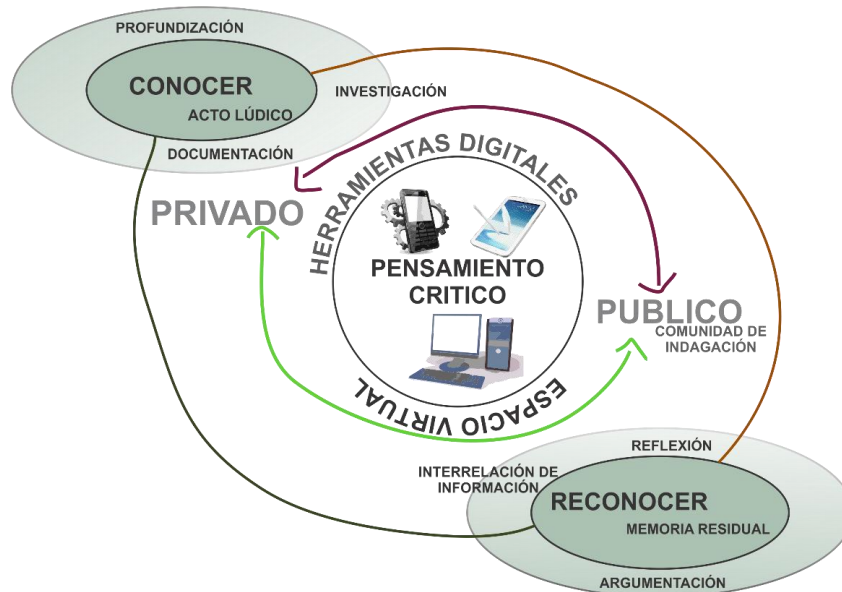 PROFUNDIZACIÓN
CONOCER
ACTO LÚDICO
INVESTIGACIÓN
DOCUMENTACIÓN
PRIVADO
HERRAMIENTAS DIGITALES
PENSAMIENTO
CRITICO
PUBLICO
COMUNIDAD DE
INDAGACIÓN
ESPACIO VIRTUAL
REFLEXIÓN
INTERRELACIÓN DE
INFORMACIÓN
RECONOCER
MEMORIA RESIDUAL
ARGUMENTACIÓN